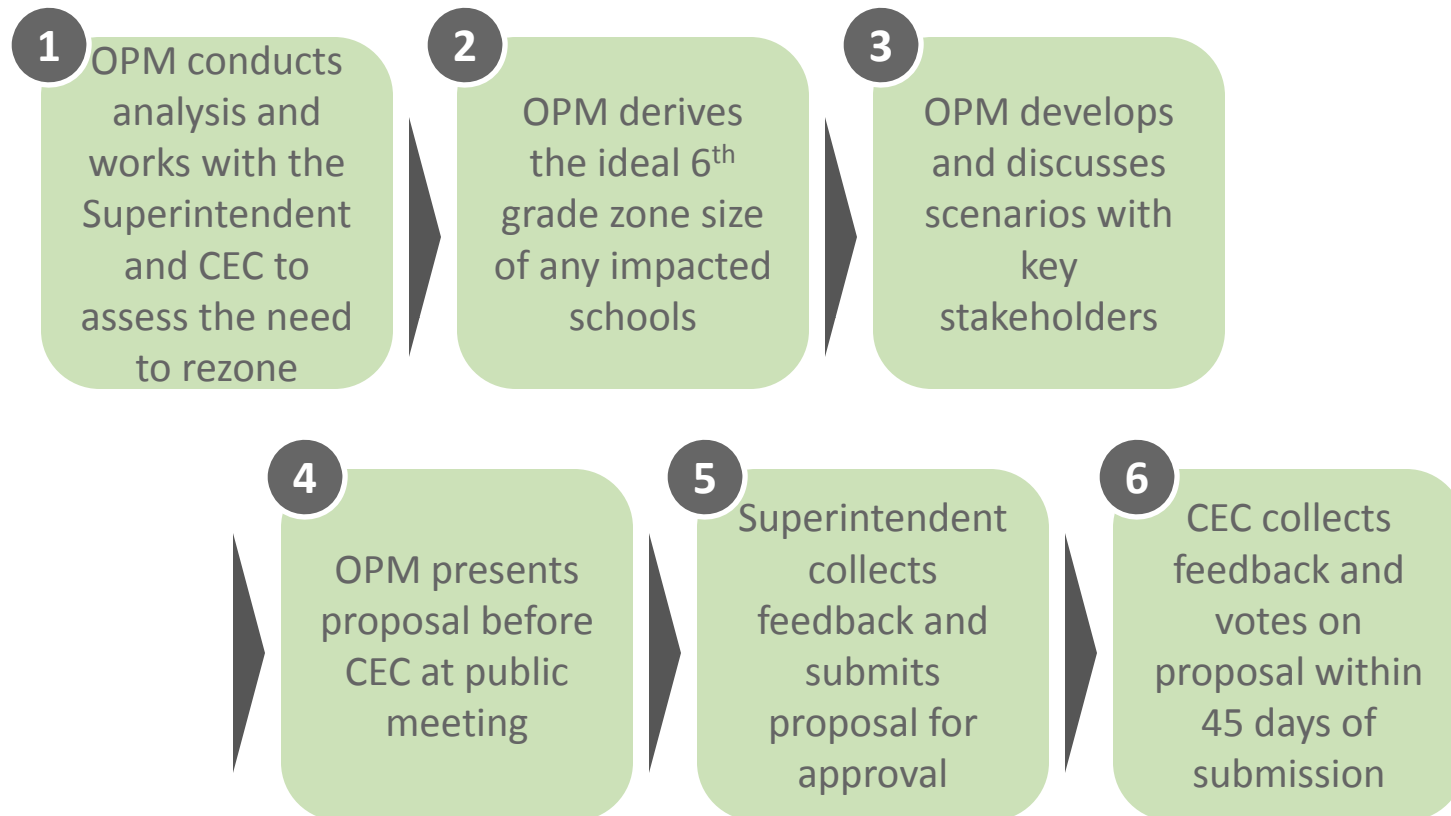 1
OPM conducts
analysis and
works with the
Superintendent
and CEC to
assess the need
to rezone
2
OPM derives
the ideal 6th
grade zone size
of any impacted
schools
3
OPM develops
and discusses
scenarios with
key
stakeholders
4
OPM presents
proposal before
CEC at public
meeting
5
Superintendent
collects
feedback and
submits
proposal for
approval
6
CEC collects
feedback and
votes on
proposal within
45 days of
submission